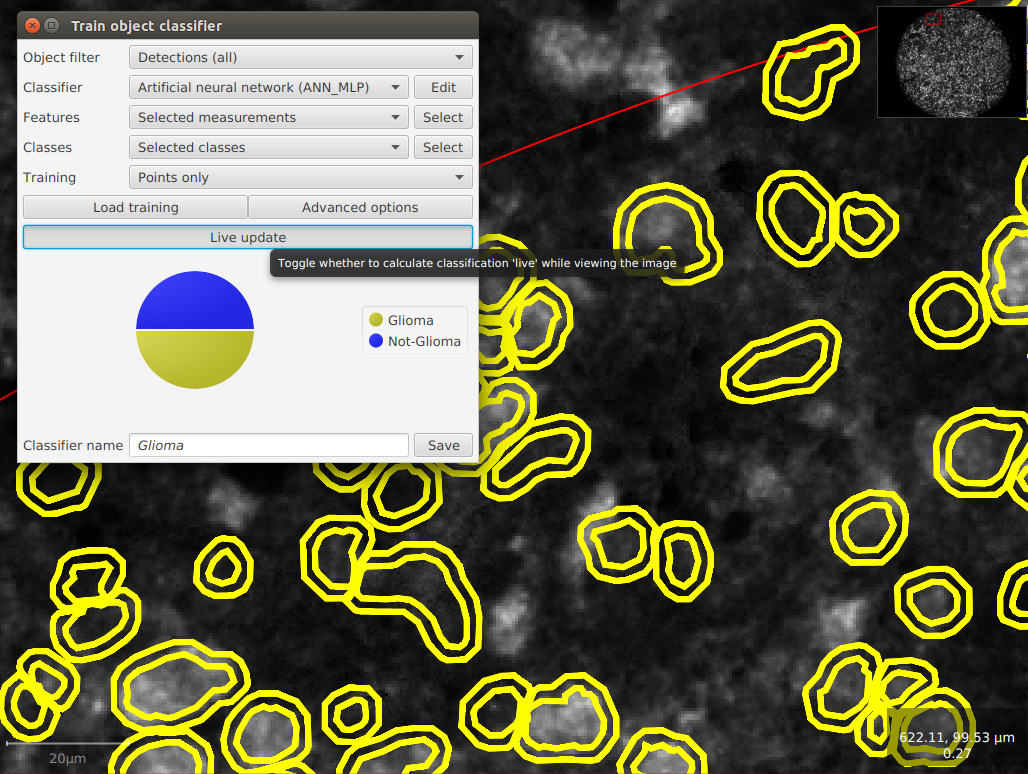 Train object classifier
Object filter Detections (all)
Classifier Artificial neural network (ANN_MLP) Edit
Features Selected measurements Select
Classes Selected classes Select
Training Points only
Load training Advanced options
Live update
Toggle whether to calculate classification 'live' while viewing the image
Glioma
Not-Glioma
Classifier name Glioma Save
20µm
622.11, 99.53 µm
0.27